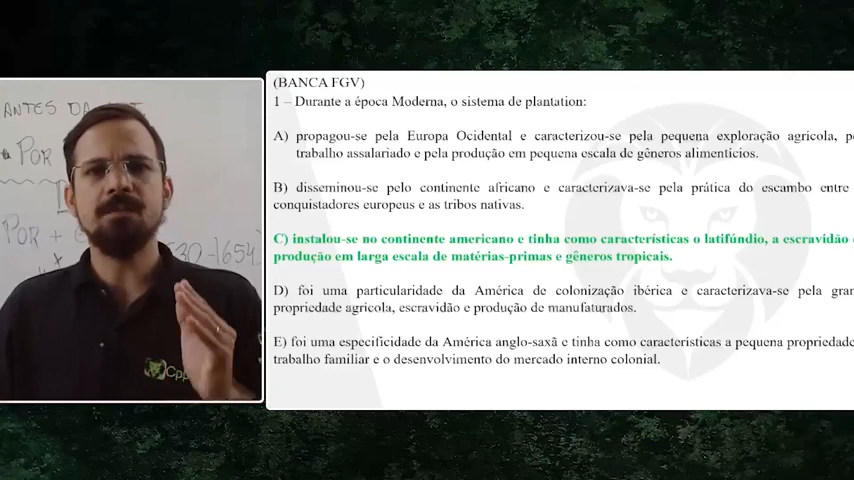 ANTES DA
POR
POR +
530-1654
Cpp
(BANCA FGV)
1 – Durante a época Moderna, o sistema de plantation:
A) propagou-se pela Europa Ocidental e caracterizou-se pela pequena exploração agrícola,
trabalho assalariado e pela produção em pequena escala de gêneros alimentícios.
B) disseminou-se pelo continente africano e caracterizava-se pela prática do escambo entre
conquistadores europeus e as tribos nativas.
C) instalou-se no continente americano e tinha como características o latifúndio, a escravidão
produção em larga escala de matérias-primas e gêneros tropicais.
D) foi uma particularidade da América de colonização ibérica e caracterizava-se pela
propriedade agrícola, escravidão e produção de manufaturados.
E) foi uma especificidade da América anglo-saxã e tinha como características a pequena propriedade
trabalho familiar e o desenvolvimento do mercado interno colonial.